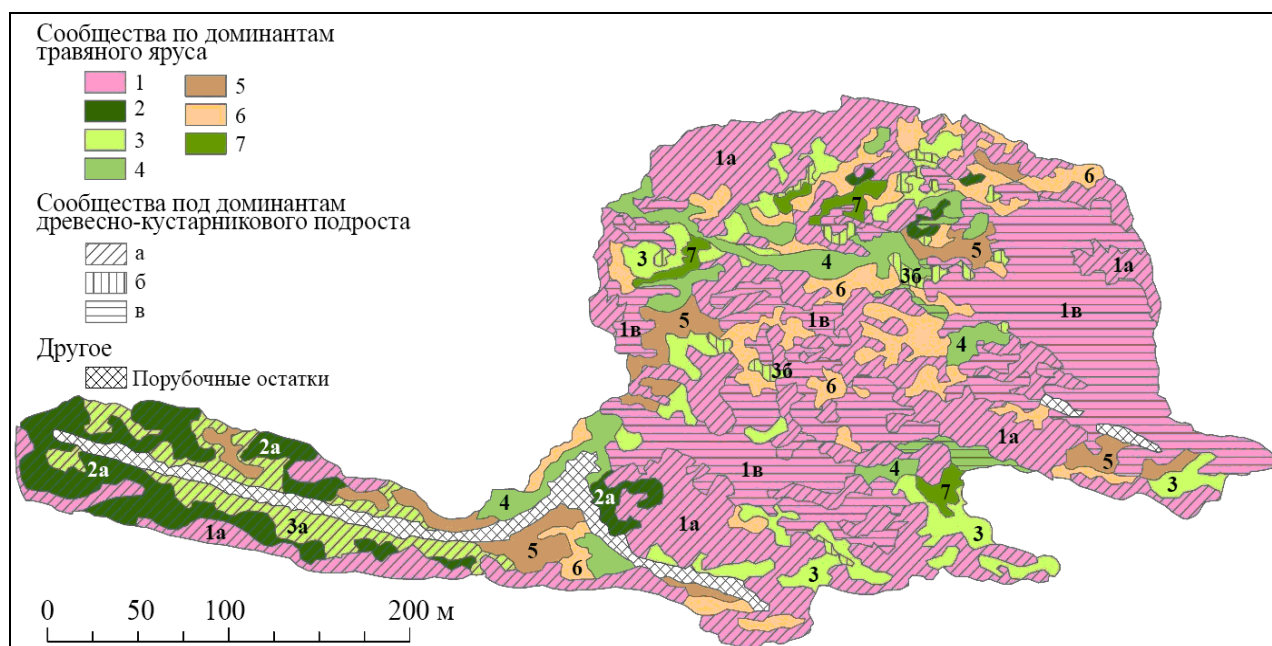 Сообщества по доминантам
травяного яруса
1
2
3
4
5
6
7
Сообщества под доминантам
древесно-кустарникового подроста
а
б
в
Другое
Порубочные остатки
1а
6
7
3
7
4
5
3б
6
1а
1в
5
1в
1в
4
3б
6
2а
1а
5
2а
1в
4
3
4
2а
7
1а
3а
1а
5
3
6
3
0 50 100 200 м